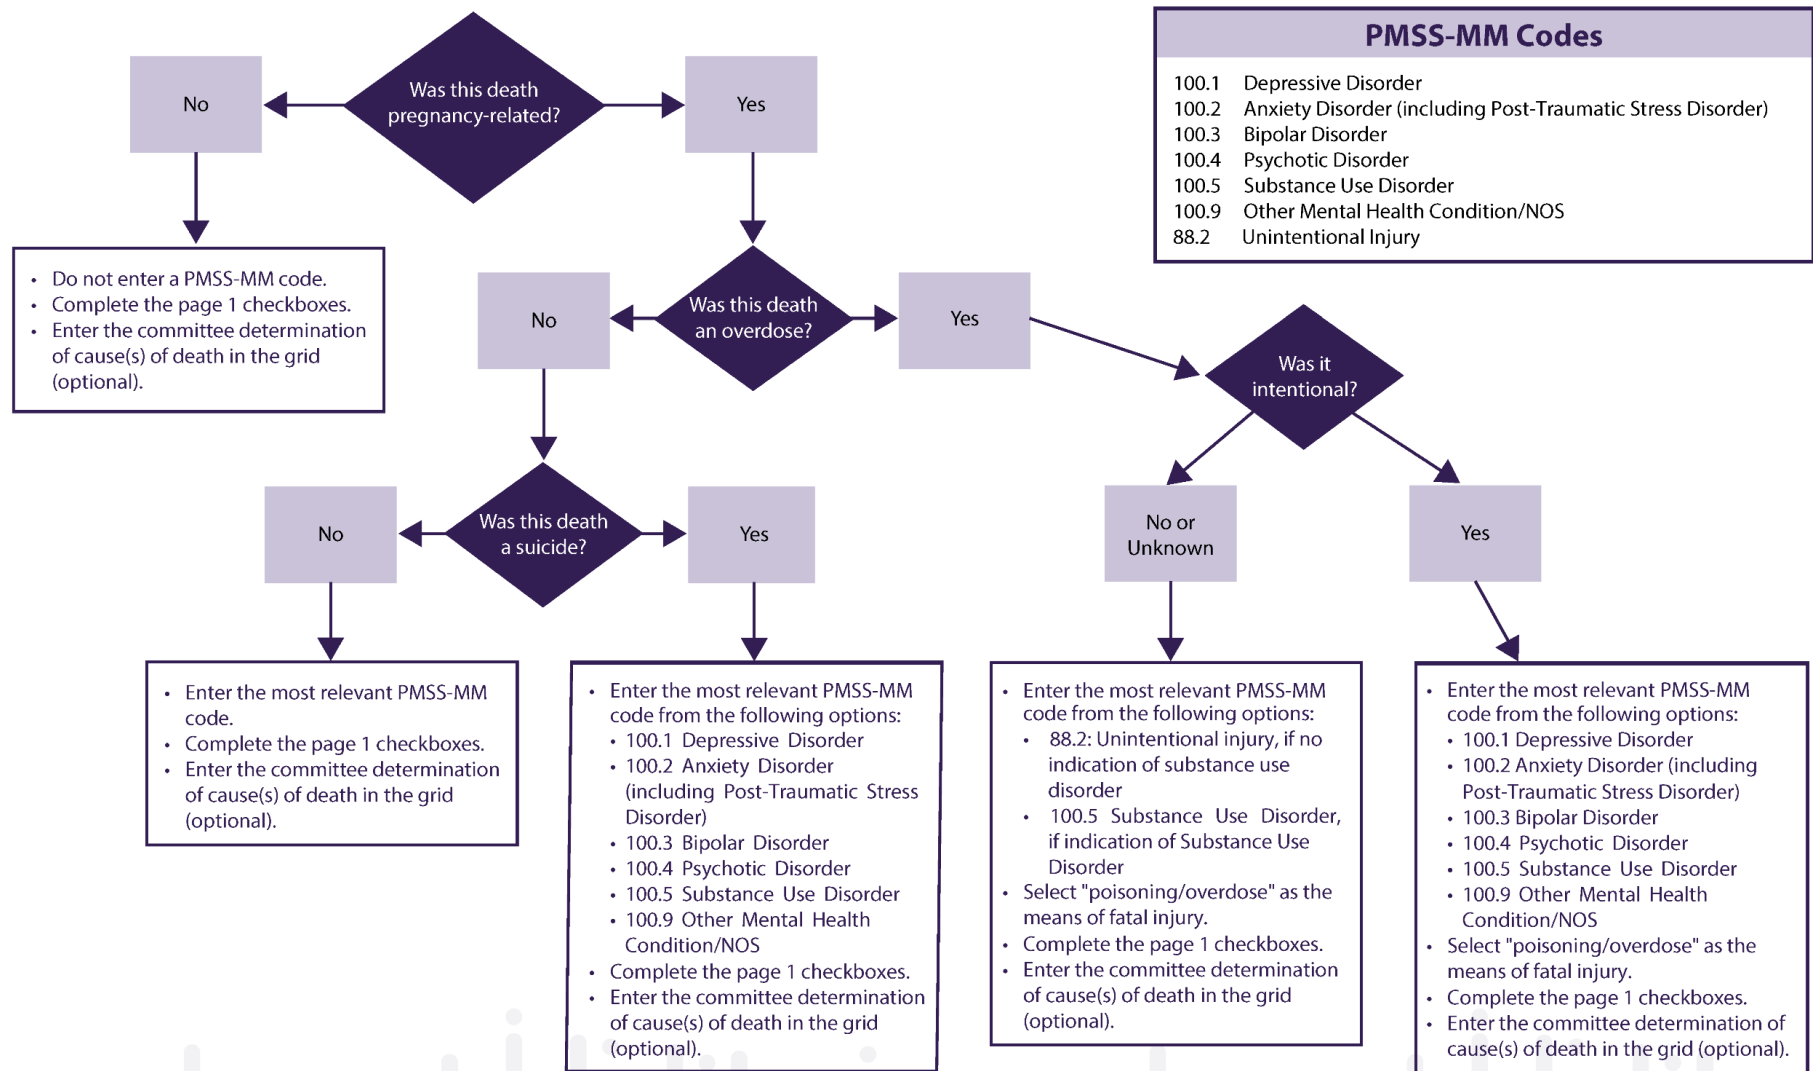 PMSS-MM Codes
100.1 Depressive Disorder
100.2 Anxiety Disorder (including Post-Traumatic Stress Disorder)
100.3 Bipolar Disorder
100.4 Psychotic Disorder
100.5 Substance Use Disorder
100.9 Other Mental Health Condition/NOS
88.2 Unintentional Injury
Was this death
pregnancy-related?
No
Yes
• Do not enter a PMSS-MM code.
• Complete the page 1 checkboxes.
• Enter the committee determination
of cause(s) of death in the grid
(optional).
Was this death
an overdose?
No
Yes
Was it
intentional?
Was this death
a suicide?
No
Yes
No or
Unknown
Yes
• Enter the most relevant PMSS-MM
code.
• Complete the page 1 checkboxes.
• Enter the committee determination
of cause(s) of death in the grid
(optional).
• Enter the most relevant PMSS-MM
code from the following options:
• 100.1 Depressive Disorder
• 100.2 Anxiety Disorder
(including Post-Traumatic Stress
Disorder)
• 100.3 Bipolar Disorder
• 100.4 Psychotic Disorder
• 100.5 Substance Use Disorder
• 100.9 Other Mental Health
Condition/NOS
• Complete the page 1 checkboxes.
• Enter the committee determination
of cause(s) of death in the grid
(optional).
• Enter the most relevant PMSS-MM
code from the following options:
• 88.2: Unintentional injury, if no
indication of substance use
disorder
• 100.5 Substance Use Disorder,
if indication of Substance Use
Disorder
• Select "poisoning/overdose" as the
means of fatal injury.
• Complete the page 1 checkboxes.
• Enter the committee determination
of cause(s) of death in the grid
(optional).
• Enter the most relevant PMSS-MM
code from the following options:
• 100.1 Depressive Disorder
• 100.2 Anxiety Disorder (including
Post-Traumatic Stress Disorder)
• 100.3 Bipolar Disorder
• 100.4 Psychotic Disorder
• 100.5 Substance Use Disorder
• 100.9 Other Mental Health
Condition/NOS
• Select "poisoning/overdose" as the
means of fatal injury.
• Complete the page 1 checkboxes.
• Enter the committee determination of
cause(s) of death in the grid (optional).